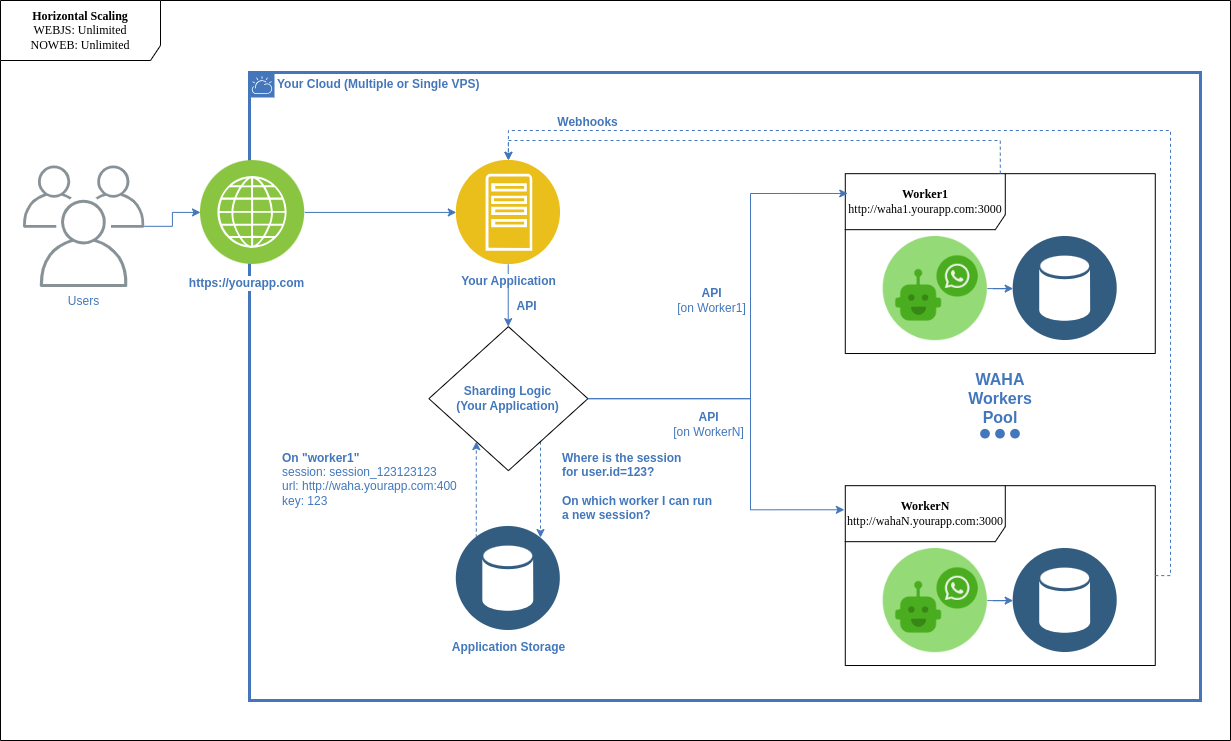 Horizontal Scaling
WEBJS: Unlimited
NOWEB: Unlimited
Your Cloud (Multiple or Single VPS)
Webhooks
Users
https://yourapp.com
Your Application
API
Sharding Logic
(Your Application)
On "worker1"
session: session_123123123
url: http://waha.yourapp.com:400
key: 123
Where is the session
for user.id=123?
On which worker I can run
a new session?
Application Storage
API
[on Worker1]
API
[on WorkerN]
Worker1
http://waha1.yourapp.com:3000
WAHA
Workers
Pool
WorkerN
http://wahaN.yourapp.com:3000